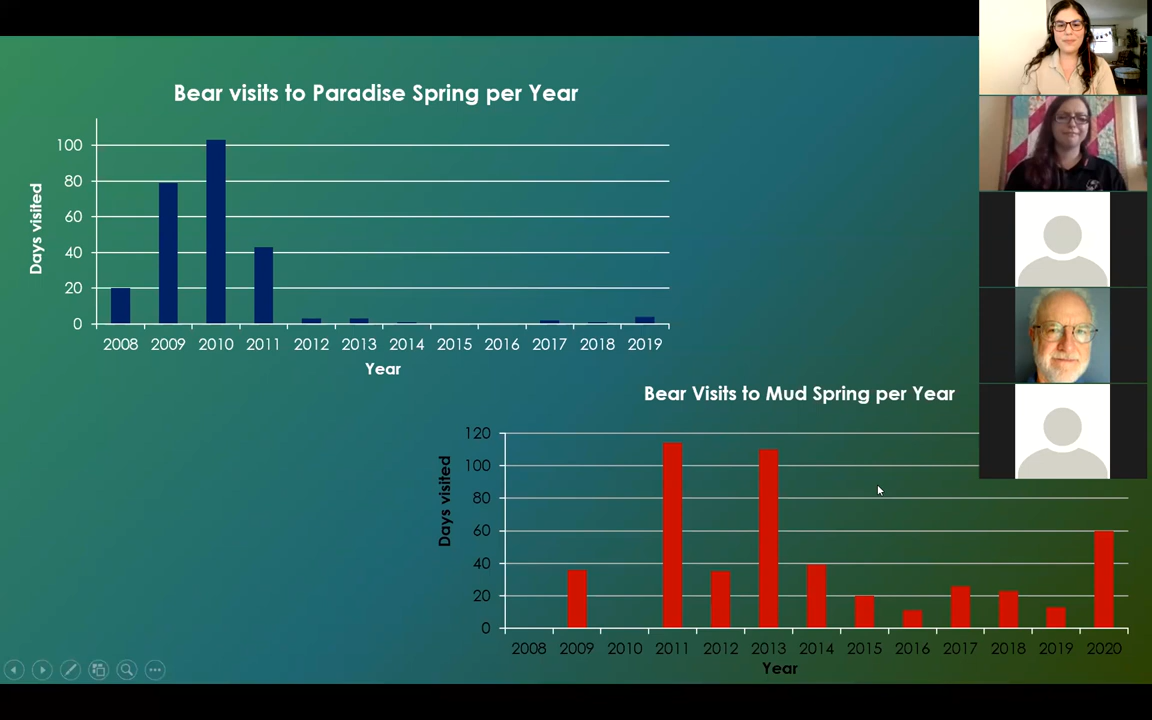 Bear visits to Paradise Spring per Year
100
80
60
40
20
0
Days visited
2008 2009 2010 2011 2012 2013 2014 2015 2016 2017 2018 2019
Year
Bear Visits to Mud Spring per Year
120
100
80
60
40
20
0
Days visited
2008 2009 2010 2011 2012 2013 2014 2015 2016 2017 2018 2019 2020
Year